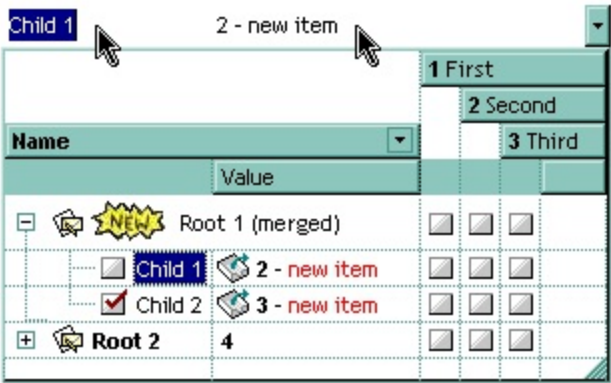 Child 1 2 - new item
1 First
2 Second
Name 3 Third
Value
NEW Root 1 (merged)
Child 1 2 - new item
Child 2 3 - new item
Root 2 4